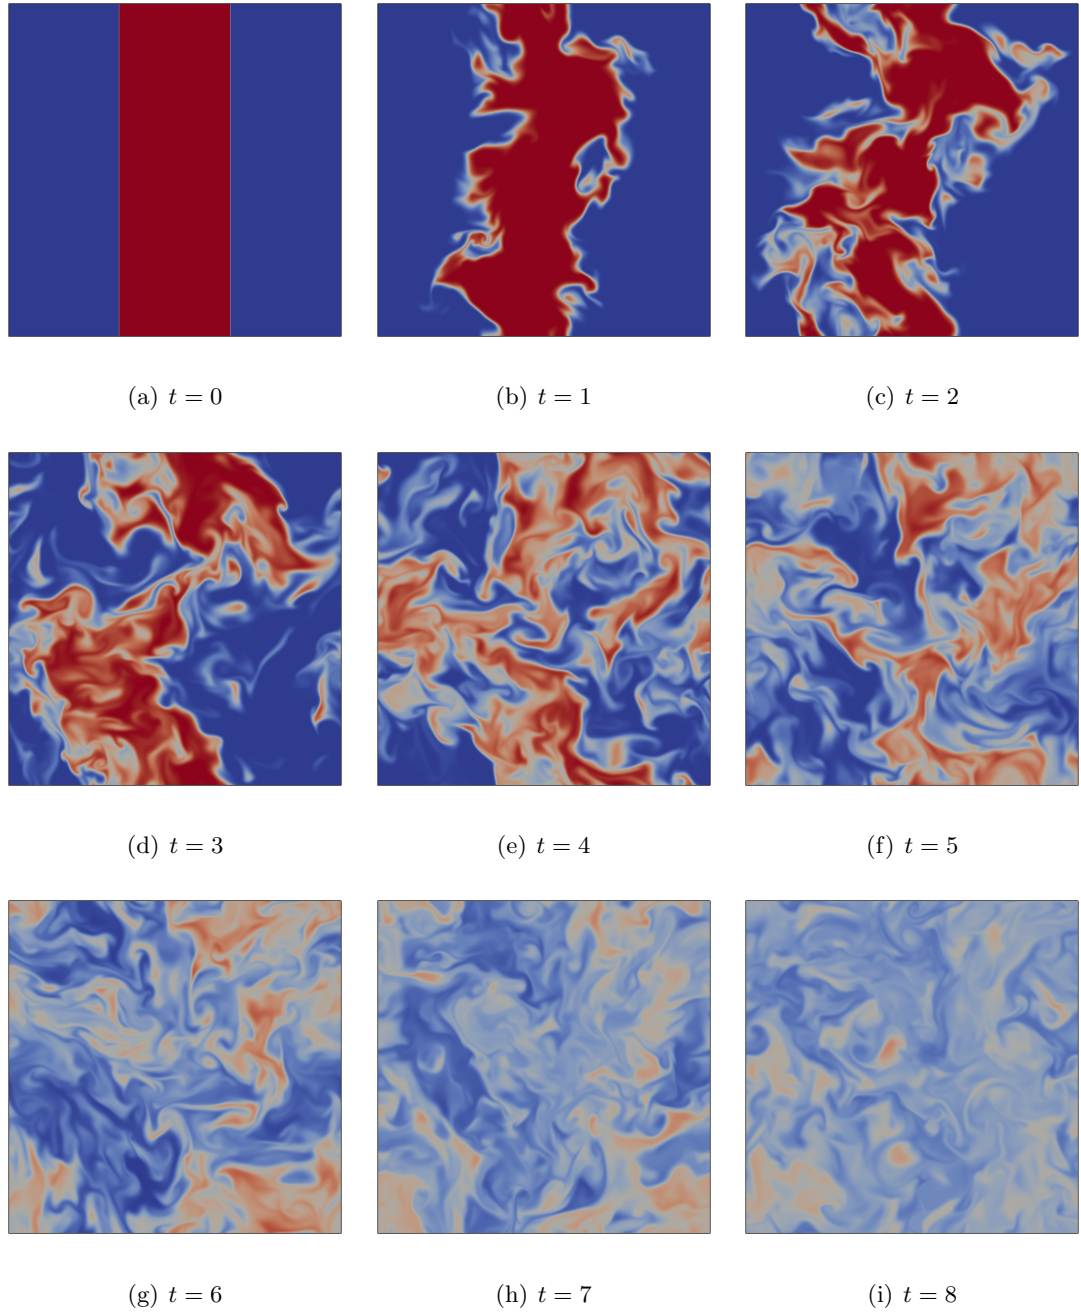 (a) t = 0
(b) t = 1
(c) t = 2
(d) t = 3
(e) t = 4
(f) t = 5
(g) t = 6
(h) t = 7
(i) t = 8